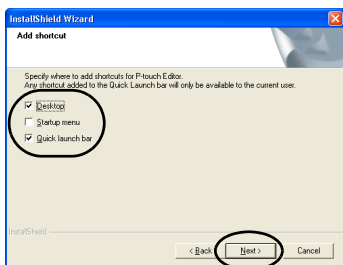 InstallShield Wizard
Add shortcut
Specify where to add shortcuts for P-touch Editor.
Any shortcut added to the Quick Launch bar will only be available to the current user.
Desktop
Startup menu
Quick launch bar
InstallShield
< Back Next > Cancel